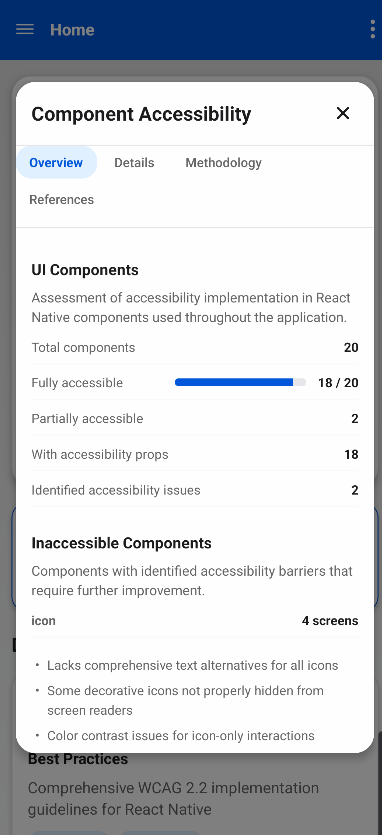 Home
Component Accessibility
Overview
Details
Methodology
References
UI Components
Assessment of accessibility implementation in React
Native components used throughout the application.
Total components 20
Fully accessible 18 / 20
Partially accessible 2
With accessibility props 18
Identified accessibility issues 2
Inaccessible Components
Components with identified accessibility barriers that
require further improvement.
icon 4 screens
• Lacks comprehensive text alternatives for all icons
• Some decorative icons not properly hidden from
screen readers
• Color contrast issues for icon-only interactions
Best Practices
Comprehensive WCAG 2.2 implementation
guidelines for React Native